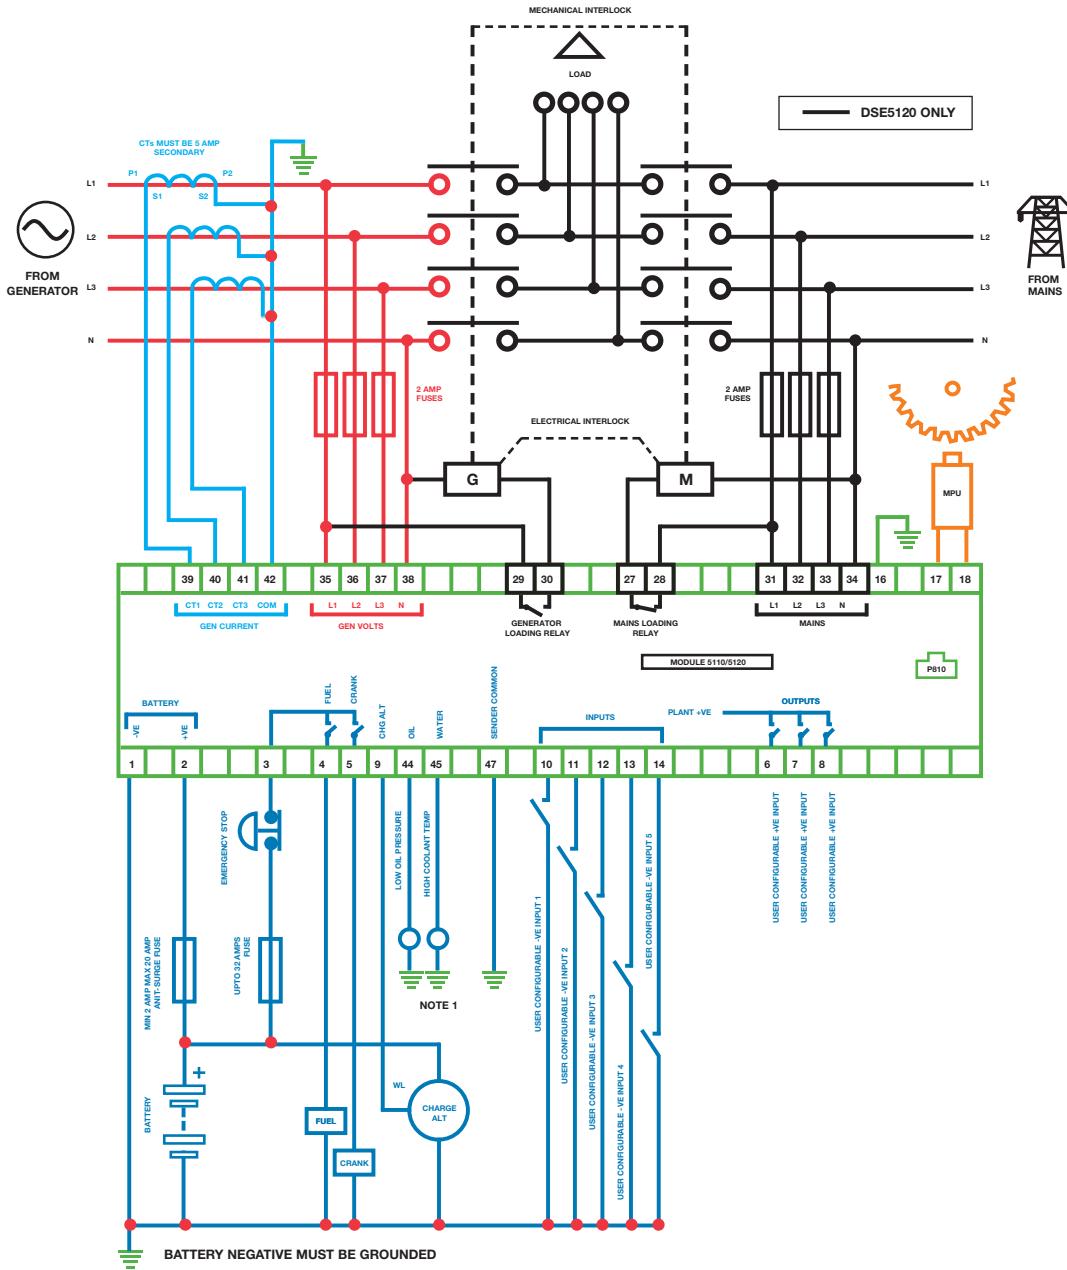 MECHANICAL INTERLOCK
LOAD
DSE5120 ONLY
CTs MUST BE 5 AMP
SECONDARY
P1
P2
S1
S2
L1
L2
L3
N
FROM
GENERATOR
L1
L2
L3
N
FROM
MAINS
2 AMP
FUSES
2 AMP
FUSES
ELECTRICAL INTERLOCK
G
M
MPU
39 40 41 42 35 36 37 38 29 30 27 28 31 32 33 34 16 17 18
CT1 CT2 CT3 COM
GEN CURRENT
L1 L2 L3 N
GEN VOLTS
GENERATOR
LOADING RELAY
MAINS LOADING
RELAY
L1 L2 L3 N
MAINS
MODULE 5110/5120
P810
BATTERY
-VE
+VE
FUEL
CRANK
CHG ALT
OIL
WATER
SENDER COMMON
INPUTS
PLANT +VE
OUTPUTS
1 2 3 4 5 9 44 45 47 10 11 12 13 14 6 7 8
EMERGENCY STOP
LOW OIL PRESSURE
HIGH COOLANT TEMP
USER CONFIGURABLE -VE INPUT 1
USER CONFIGURABLE -VE INPUT 2
USER CONFIGURABLE -VE INPUT 3
USER CONFIGURABLE -VE INPUT 4
USER CONFIGURABLE -VE INPUT 5
USER CONFIGURABLE +VE INPUT
USER CONFIGURABLE +VE INPUT
USER CONFIGURABLE +VE INPUT
MIN 2 AMP MAX 20 AMP
ANIT-SURGE FUSE
UPTO 32 AMPS
FUSE
NOTE 1
+
BATTERY
WL
CHARGE
ALT
FUEL
CRANK
BATTERY NEGATIVE MUST BE GROUNDED